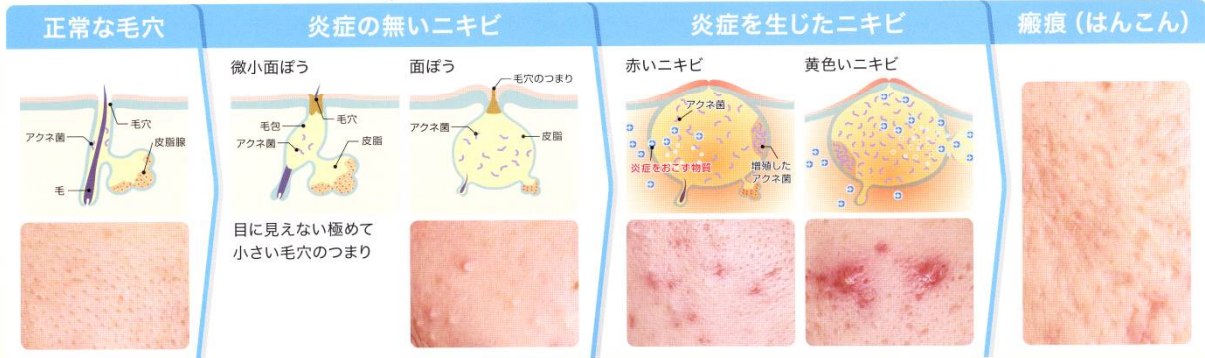 正常な毛穴
炎症の無いニキビ
炎症を生じたニキビ
瘢痕（はんこん）
毛穴
アクネ菌
皮脂腺
毛
微小面ぽう
毛穴
毛包
アクネ菌
皮脂
目に見えない極めて
小さい毛穴のつまり
面ぽう
毛穴のつまり
アクネ菌
皮脂
赤いニキビ
アクネ菌
炎症をおこす物質
増殖した
アクネ菌
黄色いニキビ